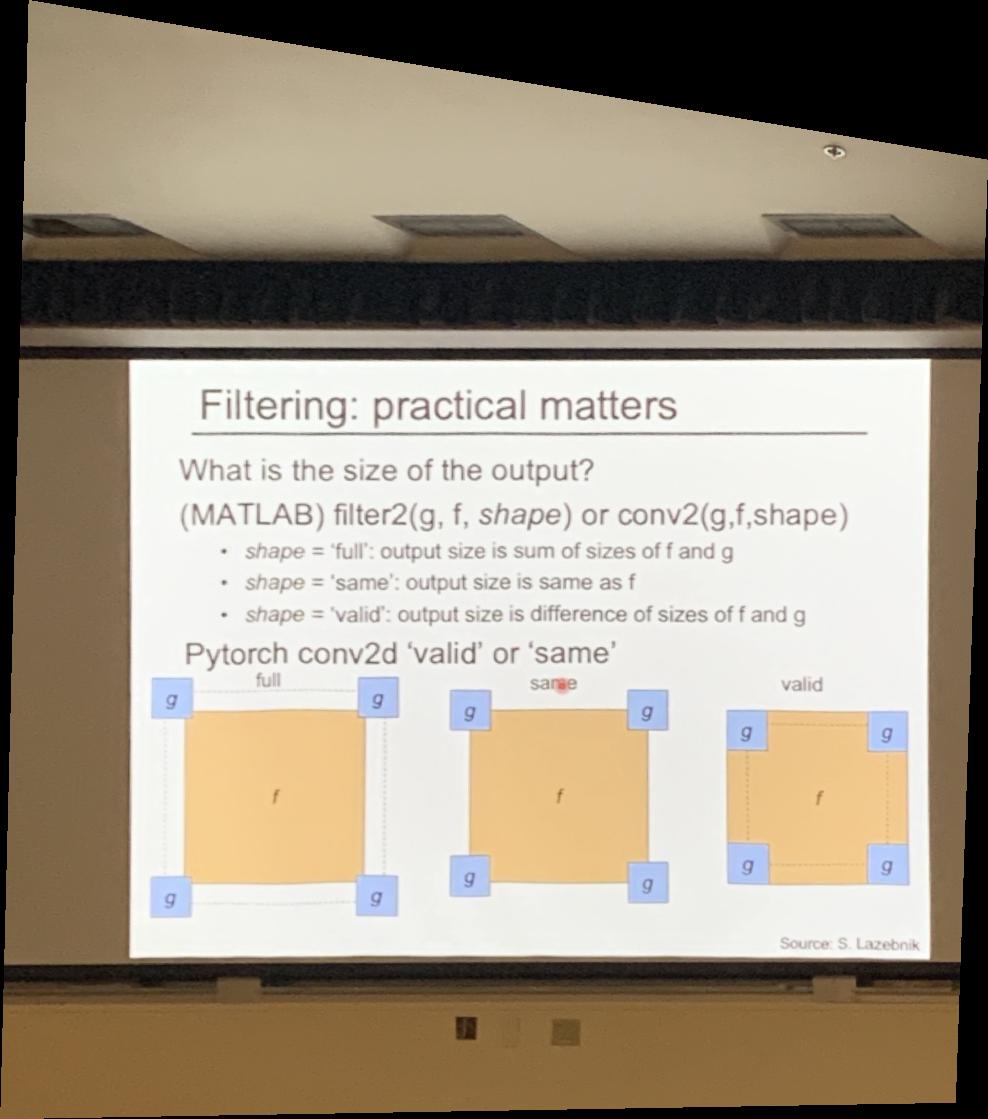 Filtering: practical matters
What is the size of the output?
(MATLAB) filter2(g, f, shape) or conv2(g,f,shape)
• shape = ‘full’: output size is sum of sizes of f and g
• shape = ‘same’: output size is same as f
• shape = ‘valid’: output size is difference of sizes of f and g
Pytorch conv2d ‘valid’ or ‘same’
full same valid
g g g g g g
f f f
g g g g g g
Source: S. Lazebnik